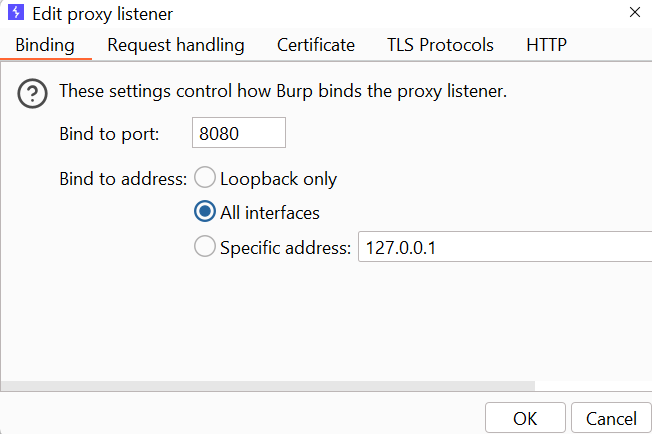 Edit proxy listener
Binding Request handling Certificate TLS Protocols HTTP
These settings control how Burp binds the proxy listener.
Bind to port: 8080
Bind to address: Loopback only
All interfaces
Specific address: 127.0.0.1
OK Cancel